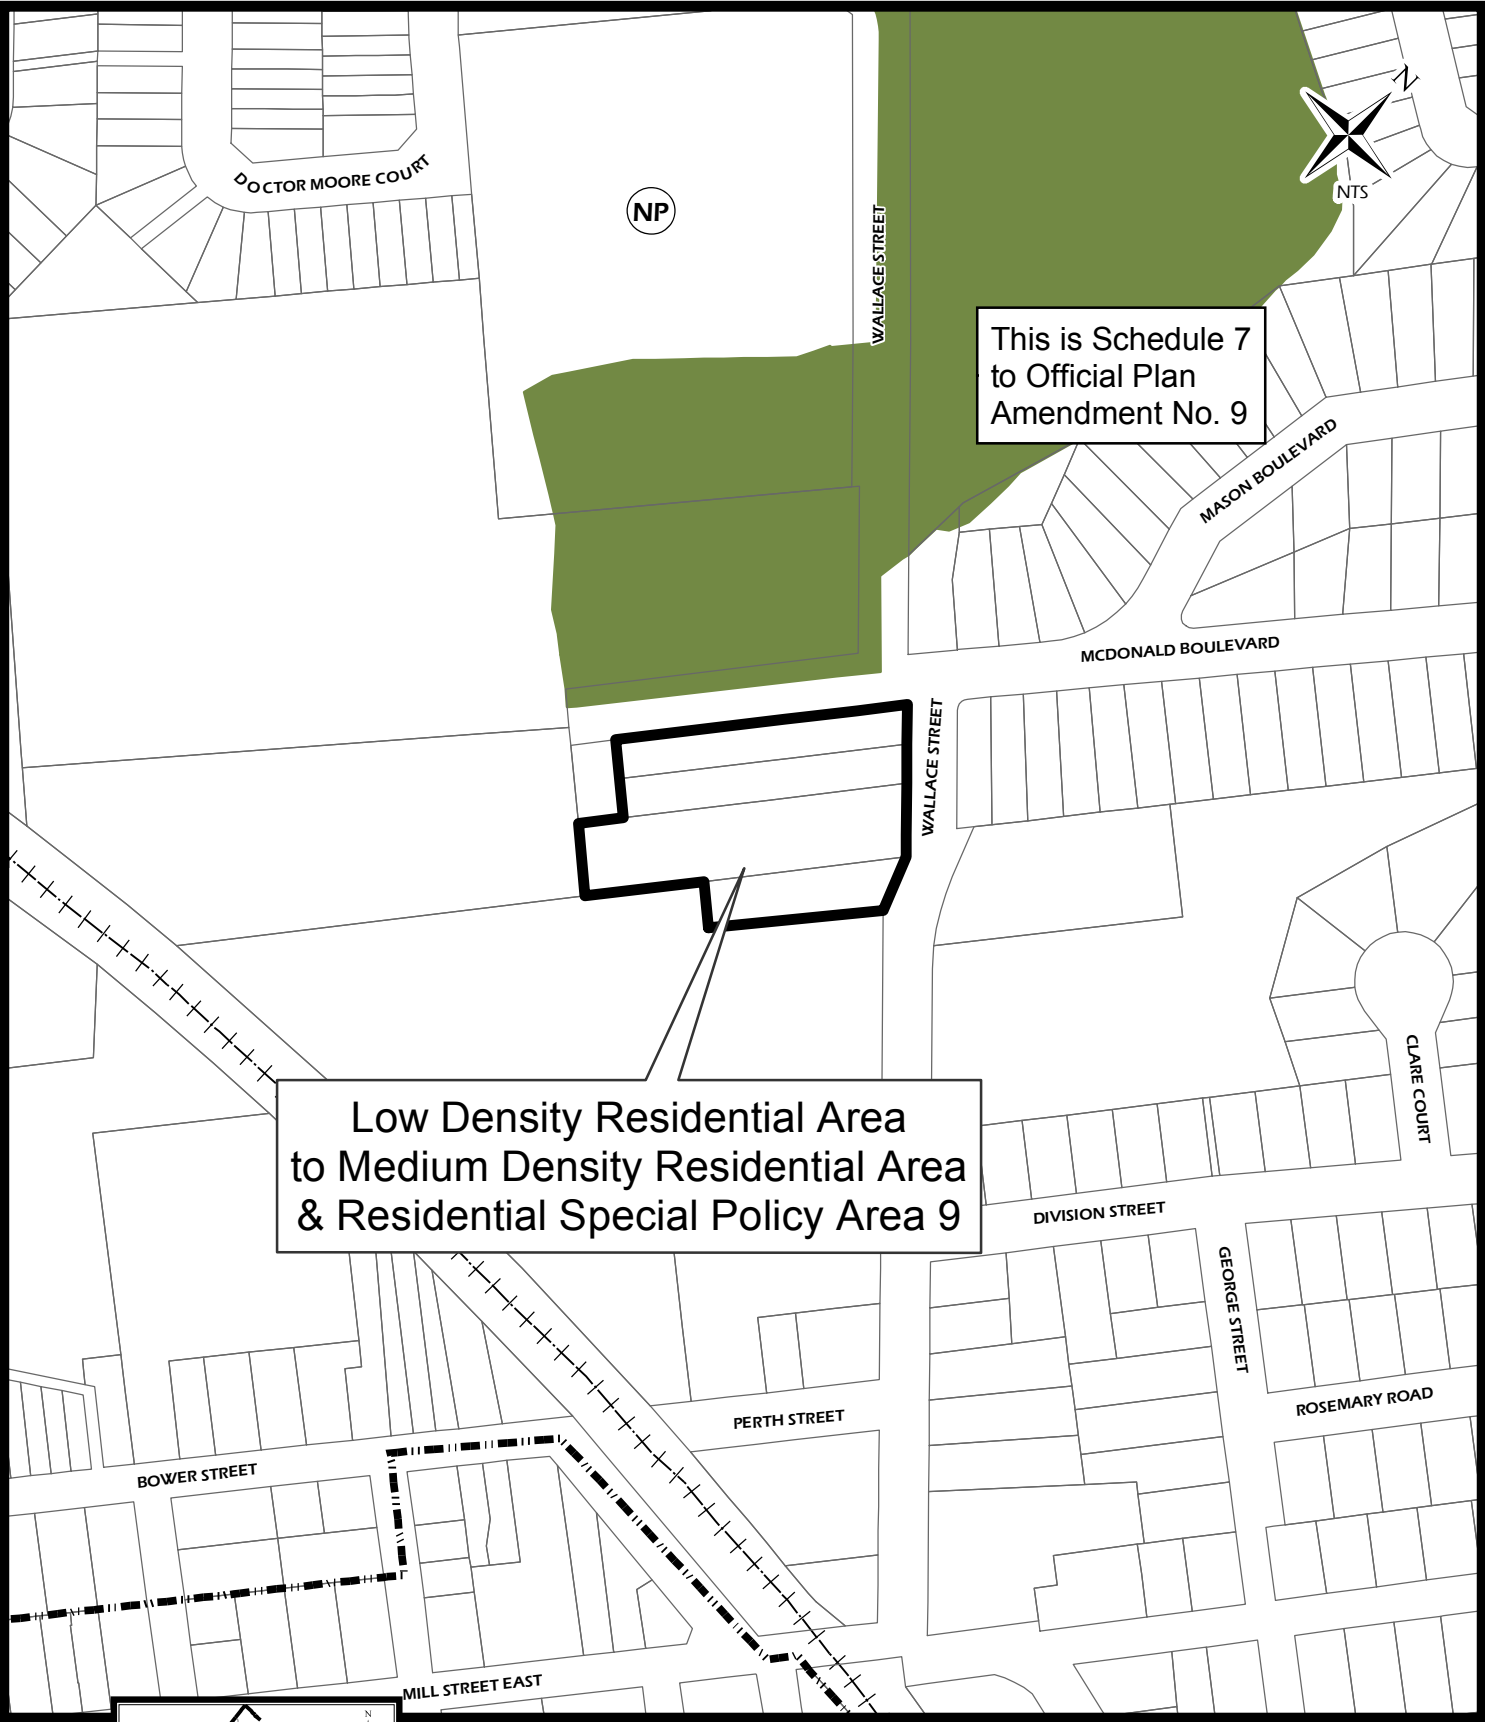 N
NTS
DOCTOR MOORE COURT
NP
WALLACE STREET
This is Schedule 7
to Official Plan
Amendment No. 9
MASON BOULEVARD
MCDONALD BOULEVARD
WALLACE STREET
CLARE COURT
Low Density Residential Area
to Medium Density Residential Area
& Residential Special Policy Area 9
DIVISION STREET
GEORGE STREET
ROSEMARY ROAD
PERTH STREET
BOWER STREET
MILL STREET EAST
N